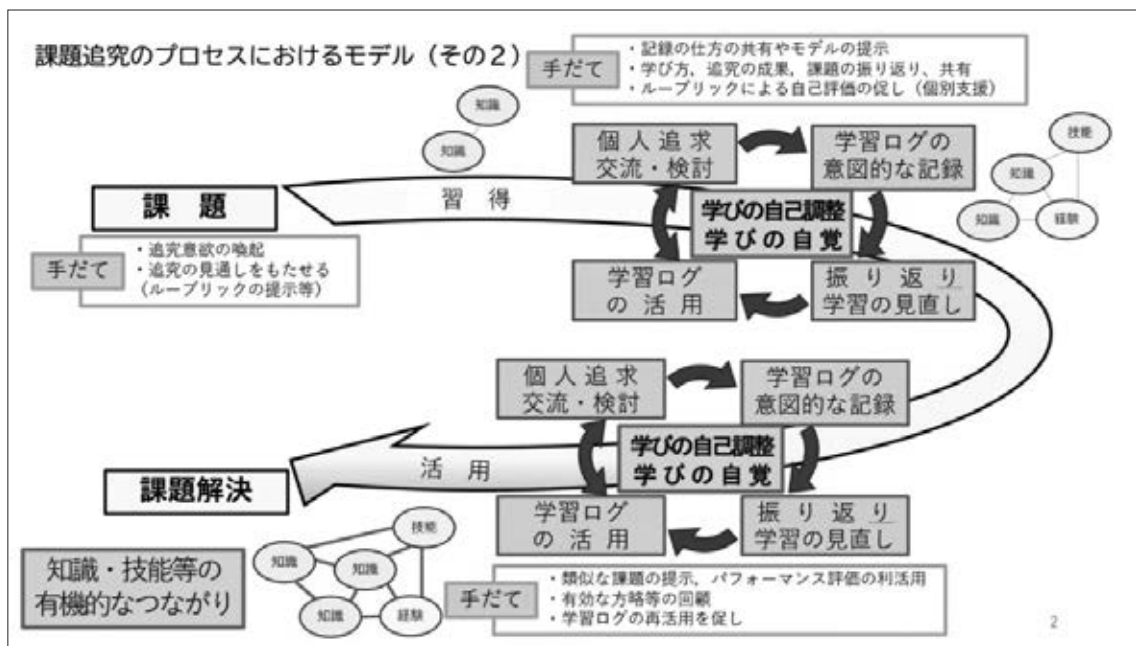 課題追究のプロセスにおけるモデル（その２）
手だて
・記録の仕方の共有やモデルの提示
・学び方，追究の成果，課題の振り返り、共有
・ルーブリックによる自己評価の促し（個別支援）
知識
知識
個人追求
交流・検討
学習ログの
意図的な記録
技能
知識
知識
経験
課 題
習 得
学びの自己調整
学びの自覚
手だて
・追究意欲の喚起
・追究の見通しをもたせる
（ルーブリックの提示等）
学習ログ
の 活 用
振 り 返 り
学習の見直し
個人追求
交流・検討
学習ログの
意図的な記録
学びの自己調整
学びの自覚
活 用
課題解決
学習ログ
の 活 用
振 り 返 り
学習の見直し
知識・技能等の
有機的なつながり
技能
知識
知識
知識
経験
手だて
・類似な課題の提示，パフォーマンス評価の利活用
・有効な方略等の回顧
・学習ログの再活用を促し
2